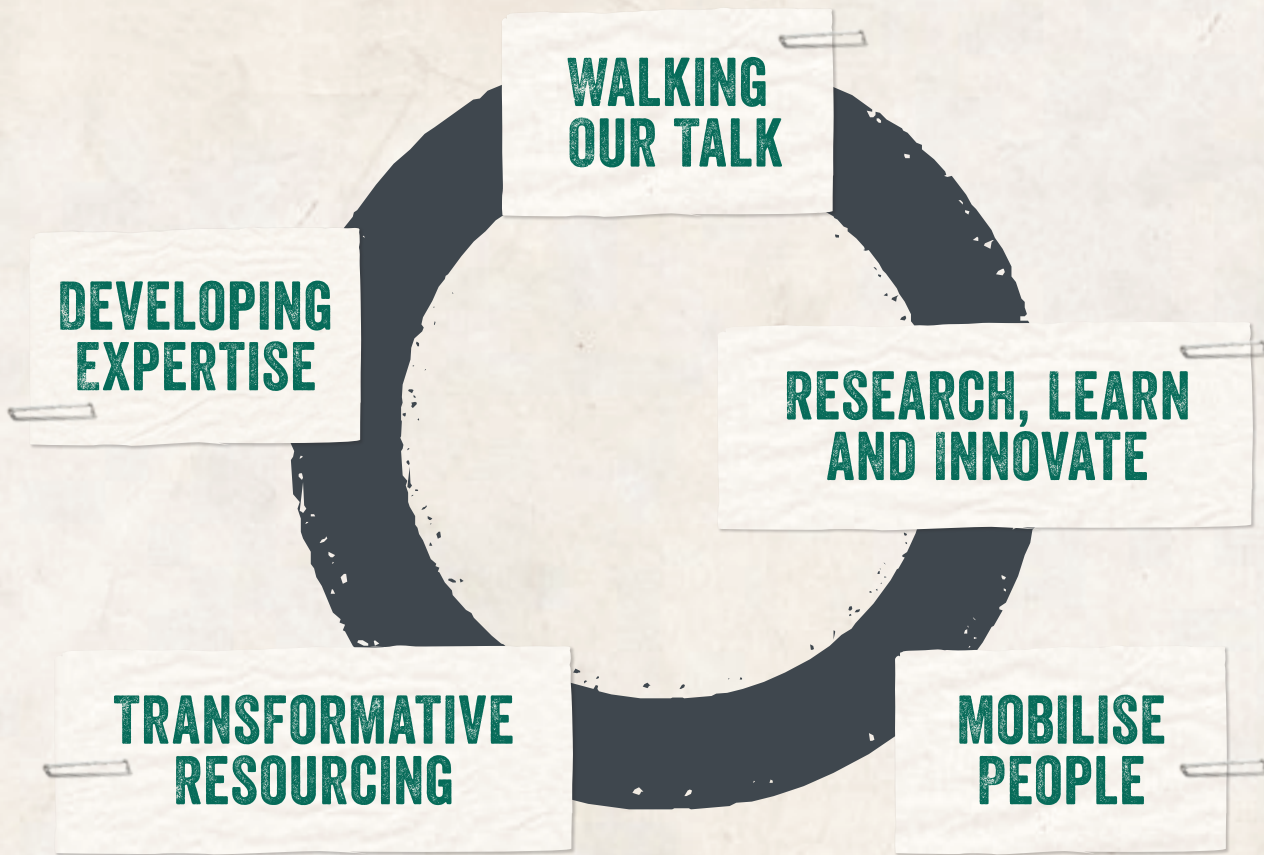 WALKING
OUR TALK
DEVELOPING
EXPERTISE
RESEARCH, LEARN
AND INNOVATE
TRANSFORMATIVE
RESOURCING
MOBILISE
PEOPLE